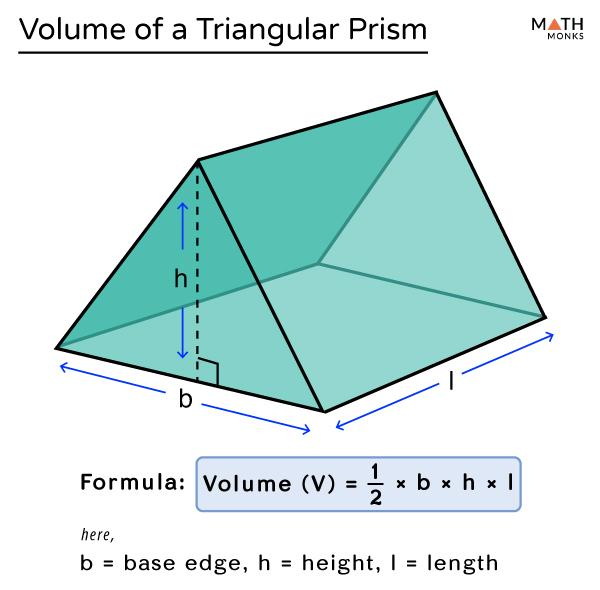 Volume of a Triangular Prism
MATH
MONKS
h
b
l
Formula: Volume (V) = 1/2 × b × h × l
here,
b = base edge, h = height, l = length